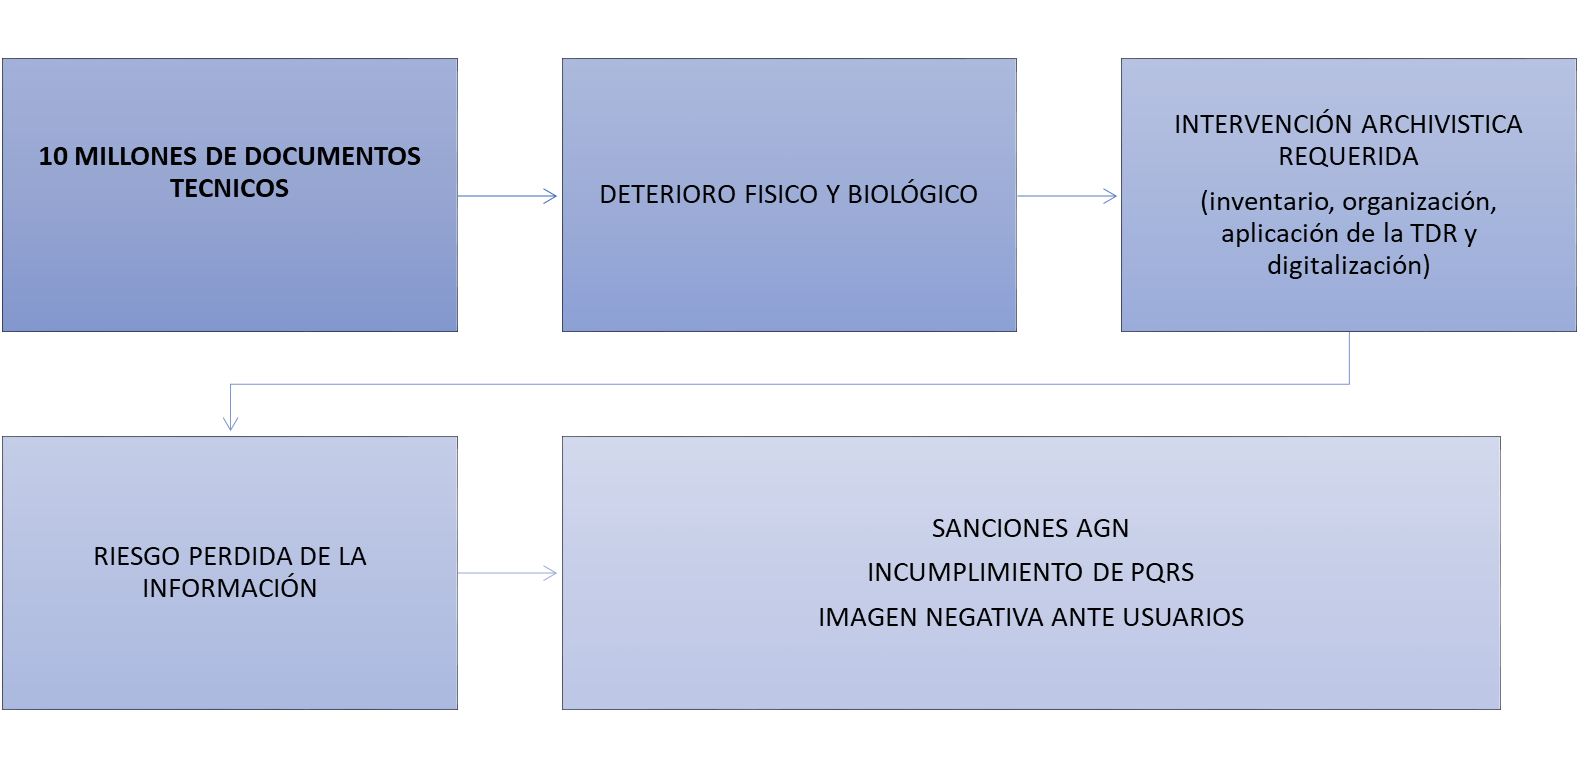 10 MILLONES DE DOCUMENTOS
TECNICOS
DETERIORO FISICO Y BIOLÓGICO
INTERVENCIÓN ARCHIVISTICA
REQUERIDA
(inventario, organización,
aplicación de la TDR y
digitalización)
RIESGO PERDIDA DE LA
INFORMACIÓN
SANCIONES AGN
INCUMPLIMIENTO DE PQRS
IMAGEN NEGATIVA ANTE USUARIOS